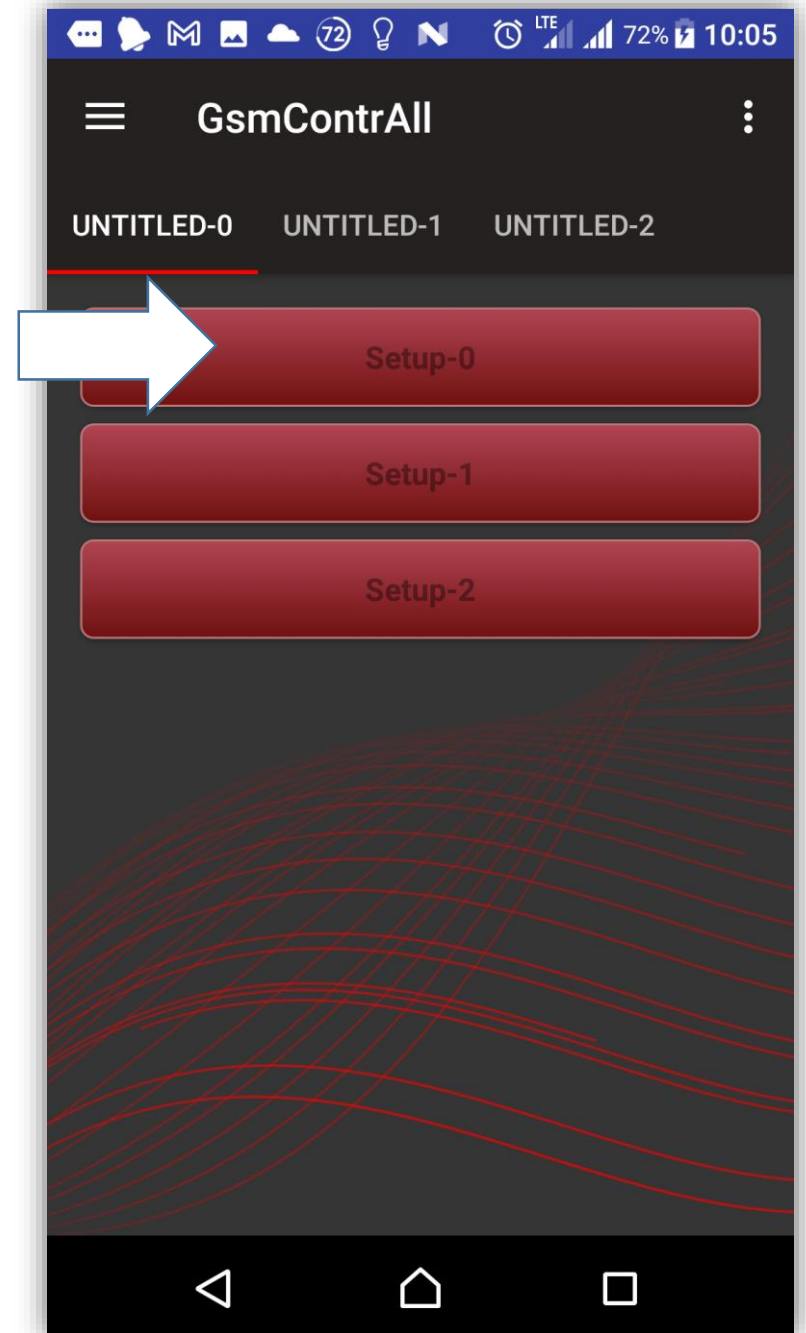 72 LTE 72% 10:05
GsmContrAll
UNTITLED-0 UNTITLED-1 UNTITLED-2
Setup-0
Setup-1
Setup-2